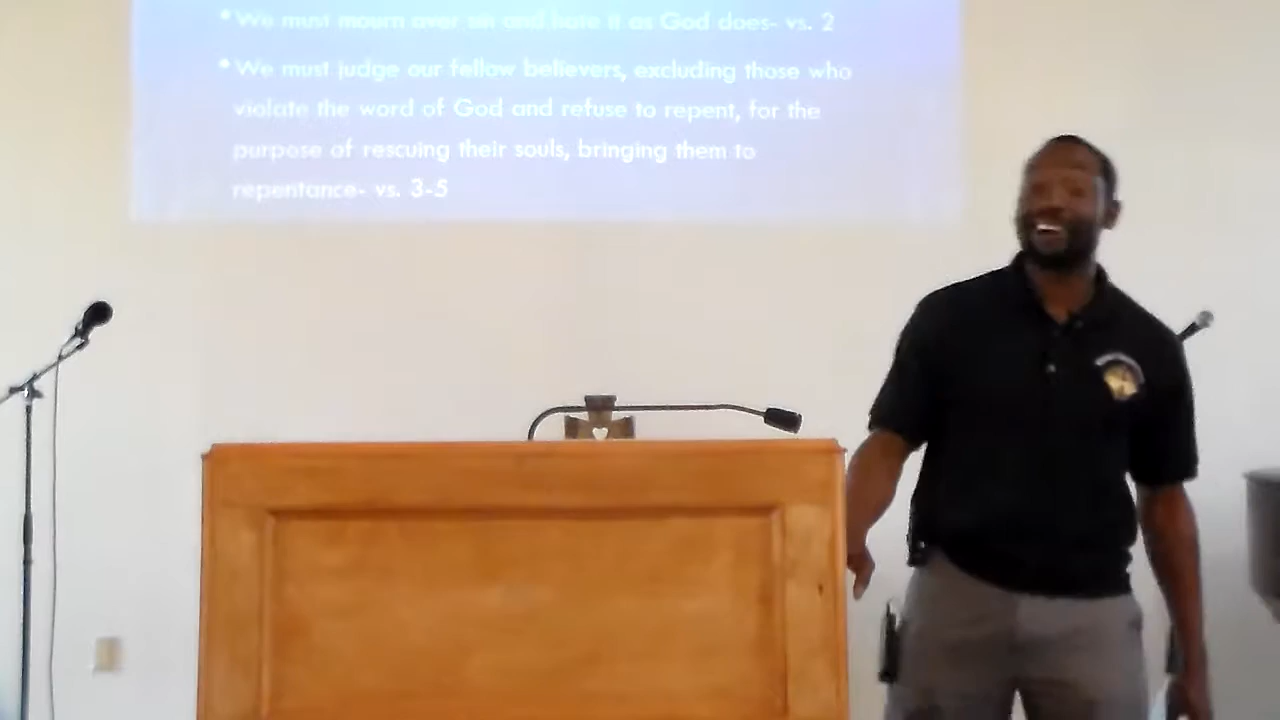 • We must mourn over sin and hate it as God does- vs. 2
• We must judge our fellow believers, excluding those who
violate the word of God and refuse to repent, for the
purpose of rescuing their souls, bringing them to
repentance- vs. 3-5